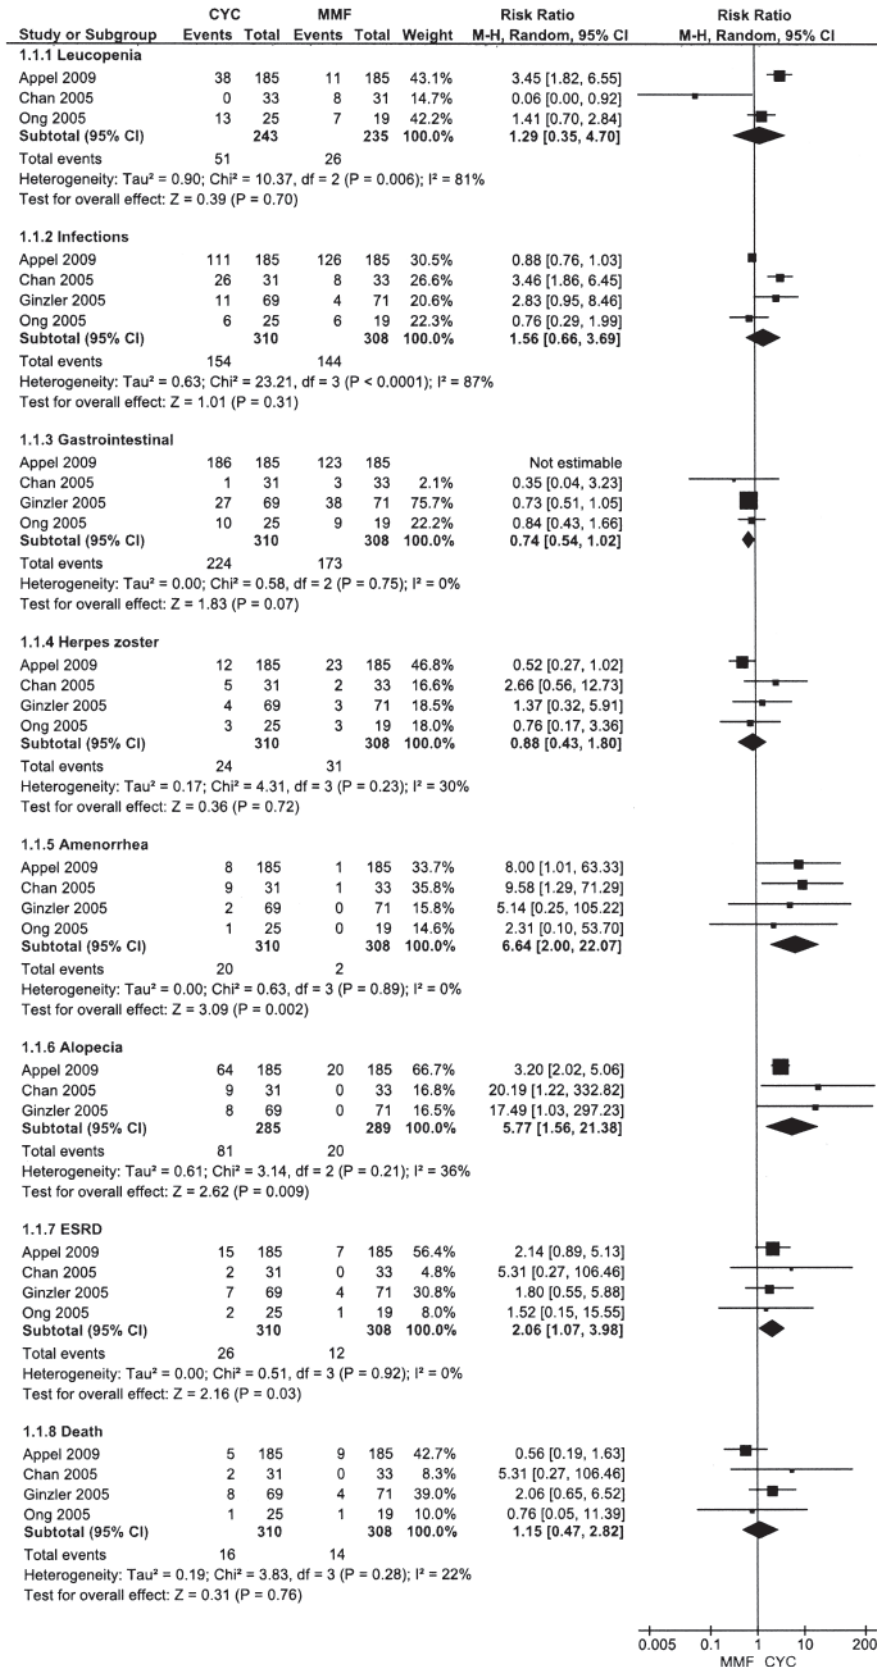 CYC MMF Risk Ratio Risk Ratio
Study or Subgroup Events Total Events Total Weight M-H, Random, 95% CI M-H, Random, 95% CI
1.1.1 Leucopenia
Appel 2009 38 185 11 185 43.1% 3.45 [1.82, 6.55]
Chan 2005 0 33 8 31 14.7% 0.06 [0.00, 0.92]
Ong 2005 13 25 7 19 42.2% 1.41 [0.70, 2.84]
Subtotal (95% CI) 243 235 100.0% 1.29 [0.35, 4.70]
Total events 51 26
Heterogeneity: Tau² = 0.90; Chi² = 10.37, df = 2 (P = 0.006); I² = 81%
Test for overall effect: Z = 0.39 (P = 0.70)
1.1.2 Infections
Appel 2009 111 185 126 185 30.5% 0.88 [0.76, 1.03]
Chan 2005 26 31 8 33 26.6% 3.46 [1.86, 6.45]
Ginzler 2005 11 69 4 71 20.6% 2.83 [0.95, 8.46]
Ong 2005 6 25 6 19 22.3% 0.76 [0.29, 1.99]
Subtotal (95% CI) 310 308 100.0% 1.56 [0.66, 3.69]
Total events 154 144
Heterogeneity: Tau² = 0.63; Chi² = 23.21, df = 3 (P < 0.0001); I² = 87%
Test for overall effect: Z = 1.01 (P = 0.31)
1.1.3 Gastrointestinal
Appel 2009 186 185 123 185 Not estimable
Chan 2005 1 31 3 33 2.1% 0.35 [0.04, 3.23]
Ginzler 2005 27 69 38 71 75.7% 0.73 [0.51, 1.05]
Ong 2005 10 25 9 19 22.2% 0.84 [0.43, 1.66]
Subtotal (95% CI) 310 308 100.0% 0.74 [0.54, 1.02]
Total events 224 173
Heterogeneity: Tau² = 0.00; Chi² = 0.58, df = 2 (P = 0.75); I² = 0%
Test for overall effect: Z = 1.83 (P = 0.07)
1.1.4 Herpes zoster
Appel 2009 12 185 23 185 46.8% 0.52 [0.27, 1.02]
Chan 2005 5 31 2 33 16.6% 2.66 [0.56, 12.73]
Ginzler 2005 4 69 3 71 18.5% 1.37 [0.32, 5.91]
Ong 2005 3 25 3 19 18.0% 0.76 [0.17, 3.36]
Subtotal (95% CI) 310 308 100.0% 0.88 [0.43, 1.80]
Total events 24 31
Heterogeneity: Tau² = 0.17; Chi² = 4.31, df = 3 (P = 0.23); I² = 30%
Test for overall effect: Z = 0.36 (P = 0.72)
1.1.5 Amenorrhea
Appel 2009 8 185 1 185 33.7% 8.00 [1.01, 63.33]
Chan 2005 9 31 1 33 35.8% 9.58 [1.29, 71.29]
Ginzler 2005 2 69 0 71 15.8% 5.14 [0.25, 105.22]
Ong 2005 1 25 0 19 14.6% 2.31 [0.10, 53.70]
Subtotal (95% CI) 310 308 100.0% 6.64 [2.00, 22.07]
Total events 20 2
Heterogeneity: Tau² = 0.00; Chi² = 0.63, df = 3 (P = 0.89); I² = 0%
Test for overall effect: Z = 3.09 (P = 0.002)
1.1.6 Alopecia
Appel 2009 64 185 20 185 66.7% 3.20 [2.02, 5.06]
Chan 2005 9 31 0 33 16.8% 20.19 [1.22, 332.82]
Ginzler 2005 8 69 0 71 16.5% 17.49 [1.03, 297.23]
Subtotal (95% CI) 285 289 100.0% 5.77 [1.56, 21.38]
Total events 81 20
Heterogeneity: Tau² = 0.61; Chi² = 3.14, df = 2 (P = 0.21); I² = 36%
Test for overall effect: Z = 2.62 (P = 0.009)
1.1.7 ESRD
Appel 2009 15 185 7 185 56.4% 2.14 [0.89, 5.13]
Chan 2005 2 31 0 33 4.8% 5.31 [0.27, 106.46]
Ginzler 2005 7 69 4 71 30.8% 1.80 [0.55, 5.88]
Ong 2005 2 25 1 19 8.0% 1.52 [0.15, 15.55]
Subtotal (95% CI) 310 308 100.0% 2.06 [1.07, 3.98]
Total events 26 12
Heterogeneity: Tau² = 0.00; Chi² = 0.51, df = 3 (P = 0.92); I² = 0%
Test for overall effect: Z = 2.16 (P = 0.03)
1.1.8 Death
Appel 2009 5 185 9 185 42.7% 0.56 [0.19, 1.63]
Chan 2005 2 31 0 33 8.3% 5.31 [0.27, 106.46]
Ginzler 2005 8 69 4 71 39.0% 2.06 [0.65, 6.52]
Ong 2005 1 25 1 19 10.0% 0.76 [0.05, 11.39]
Subtotal (95% CI) 310 308 100.0% 1.15 [0.47, 2.82]
Total events 16 14
Heterogeneity: Tau² = 0.19; Chi² = 3.83, df = 3 (P = 0.28); I² = 22%
Test for overall effect: Z = 0.31 (P = 0.76)
0.005 0.1 1 10 200
MMF CYC